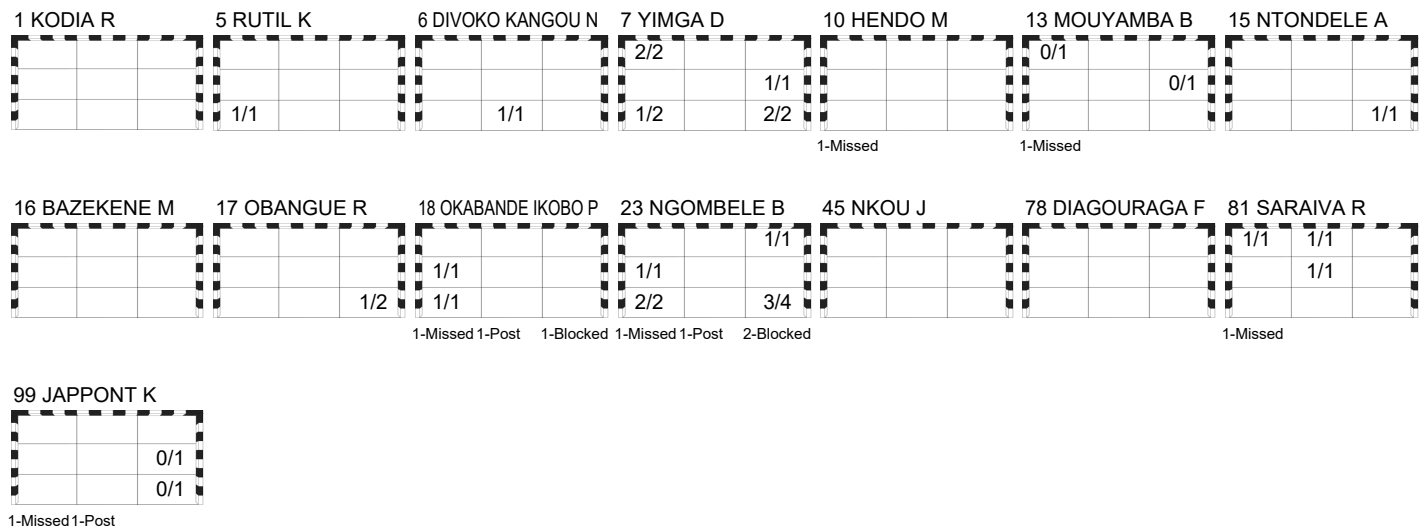 1 KODIA R 5 RUTIL K 6 DIVOKO KANGOU N 7 YIMGA D 10 HENDO M 13 MOUYAMBA B 15 NTONDELE A
2/2 0/1
1/1 0/1
1/1 1/1 1/2 2/2 1/1
1-Missed 1-Missed
16 BAZEKENE M 17 OBANGUE R 18 OKABANDE IKOBO P 23 NGOMBELE B 45 NKOU J 78 DIAGOURAGA F 81 SARAIVA R
1/1 1/1 1/1
1/1 1/1 1/1
1/2 1/1 2/2 3/4
1-Missed 1-Post 1-Blocked 1-Missed 1-Post 2-Blocked 1-Missed
99 JAPPONT K
0/1
0/1
1-Missed 1-Post